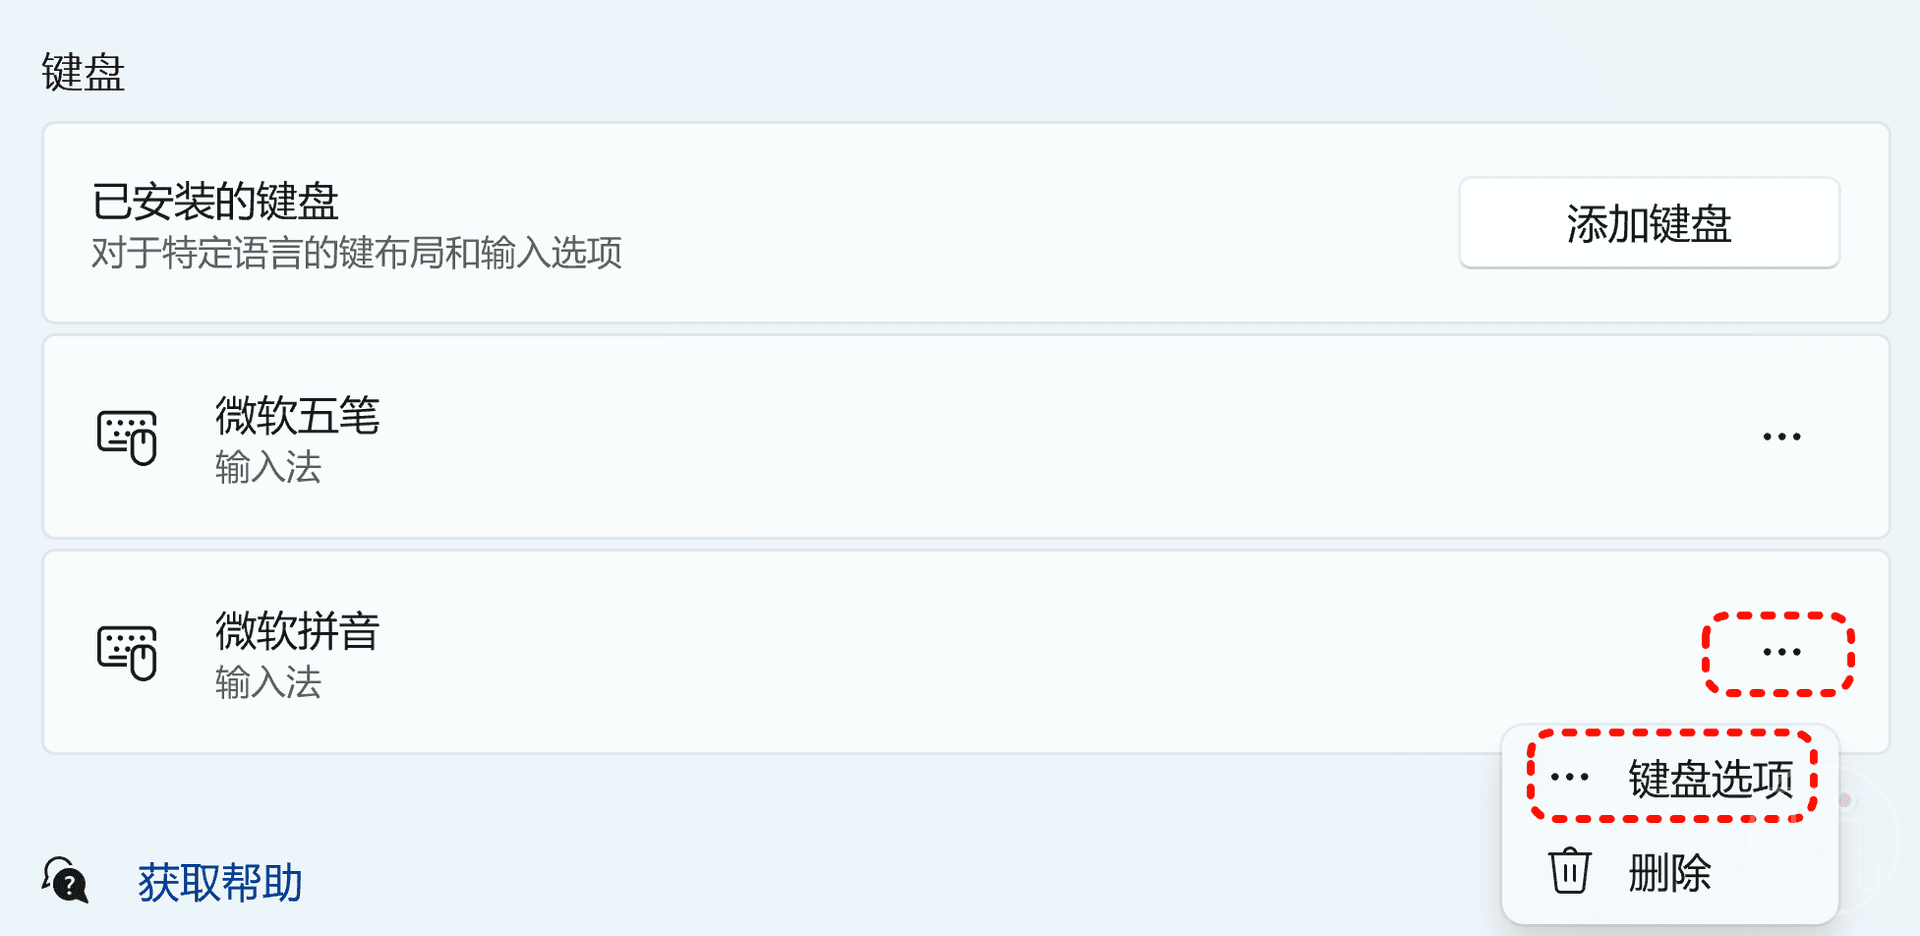 键盘
已安装的键盘
对于特定语言的键布局和输入选项
添加键盘
微软五笔
输入法
微软拼音
输入法
键盘选项
删除
获取帮助